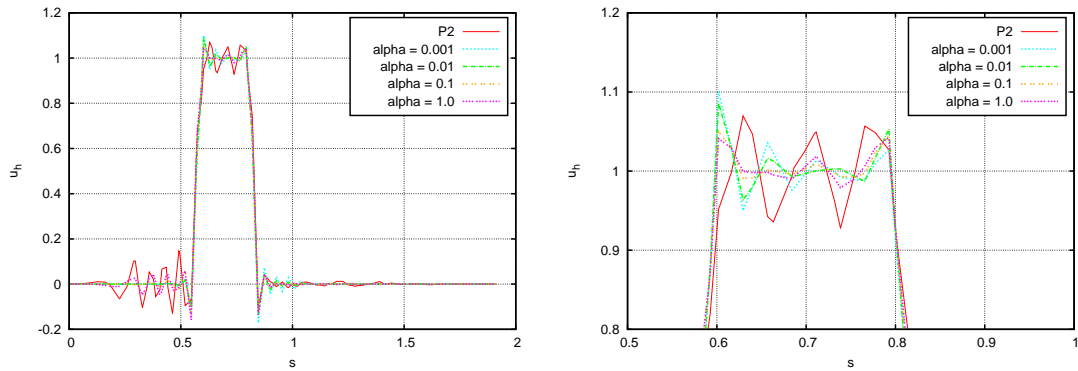 1.2
1
0.8
0.6
0.4
0.2
0
-0.2
0
0.5
1
1.5
2
u_h
s
P2
alpha = 0.001
alpha = 0.01
alpha = 0.1
alpha = 1.0
1.2
1.1
1
0.9
0.8
0.5
0.6
0.7
0.8
0.9
1
u_h
s
P2
alpha = 0.001
alpha = 0.01
alpha = 0.1
alpha = 1.0